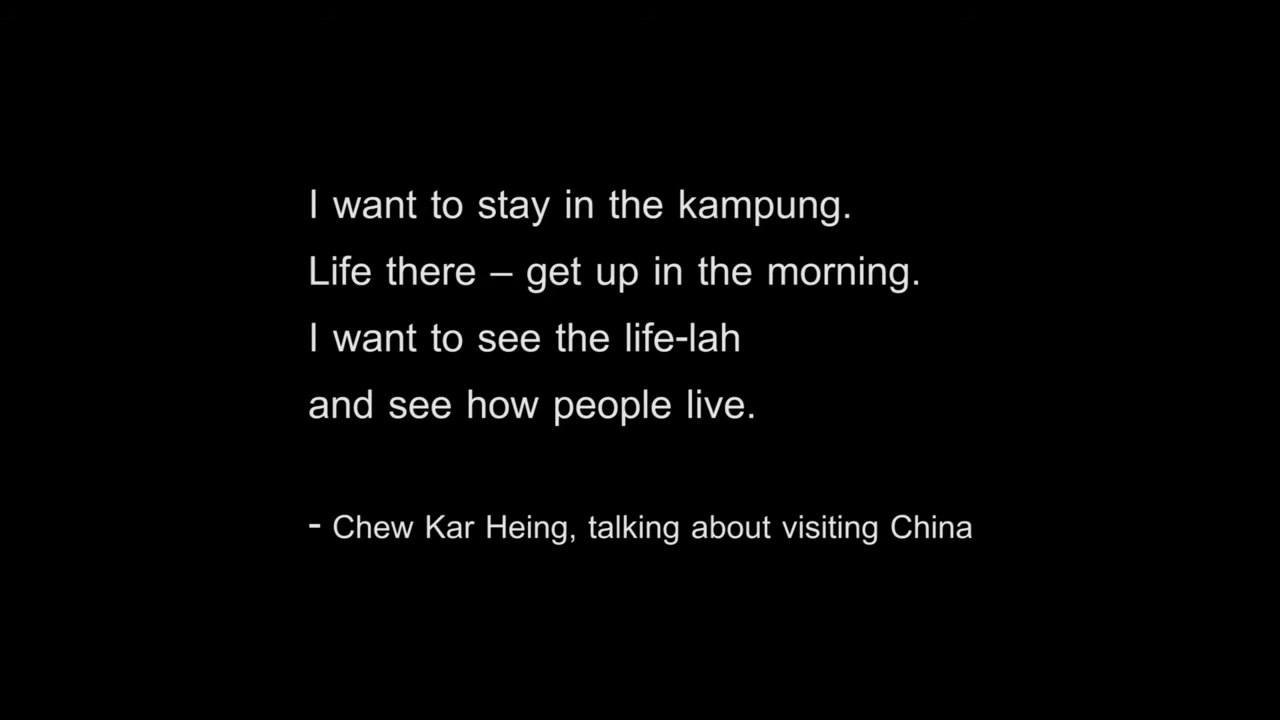 I want to stay in the kampung.
Life there – get up in the morning.
I want to see the life-lah
and see how people live.
- Chew Kar Heing, talking about visiting China